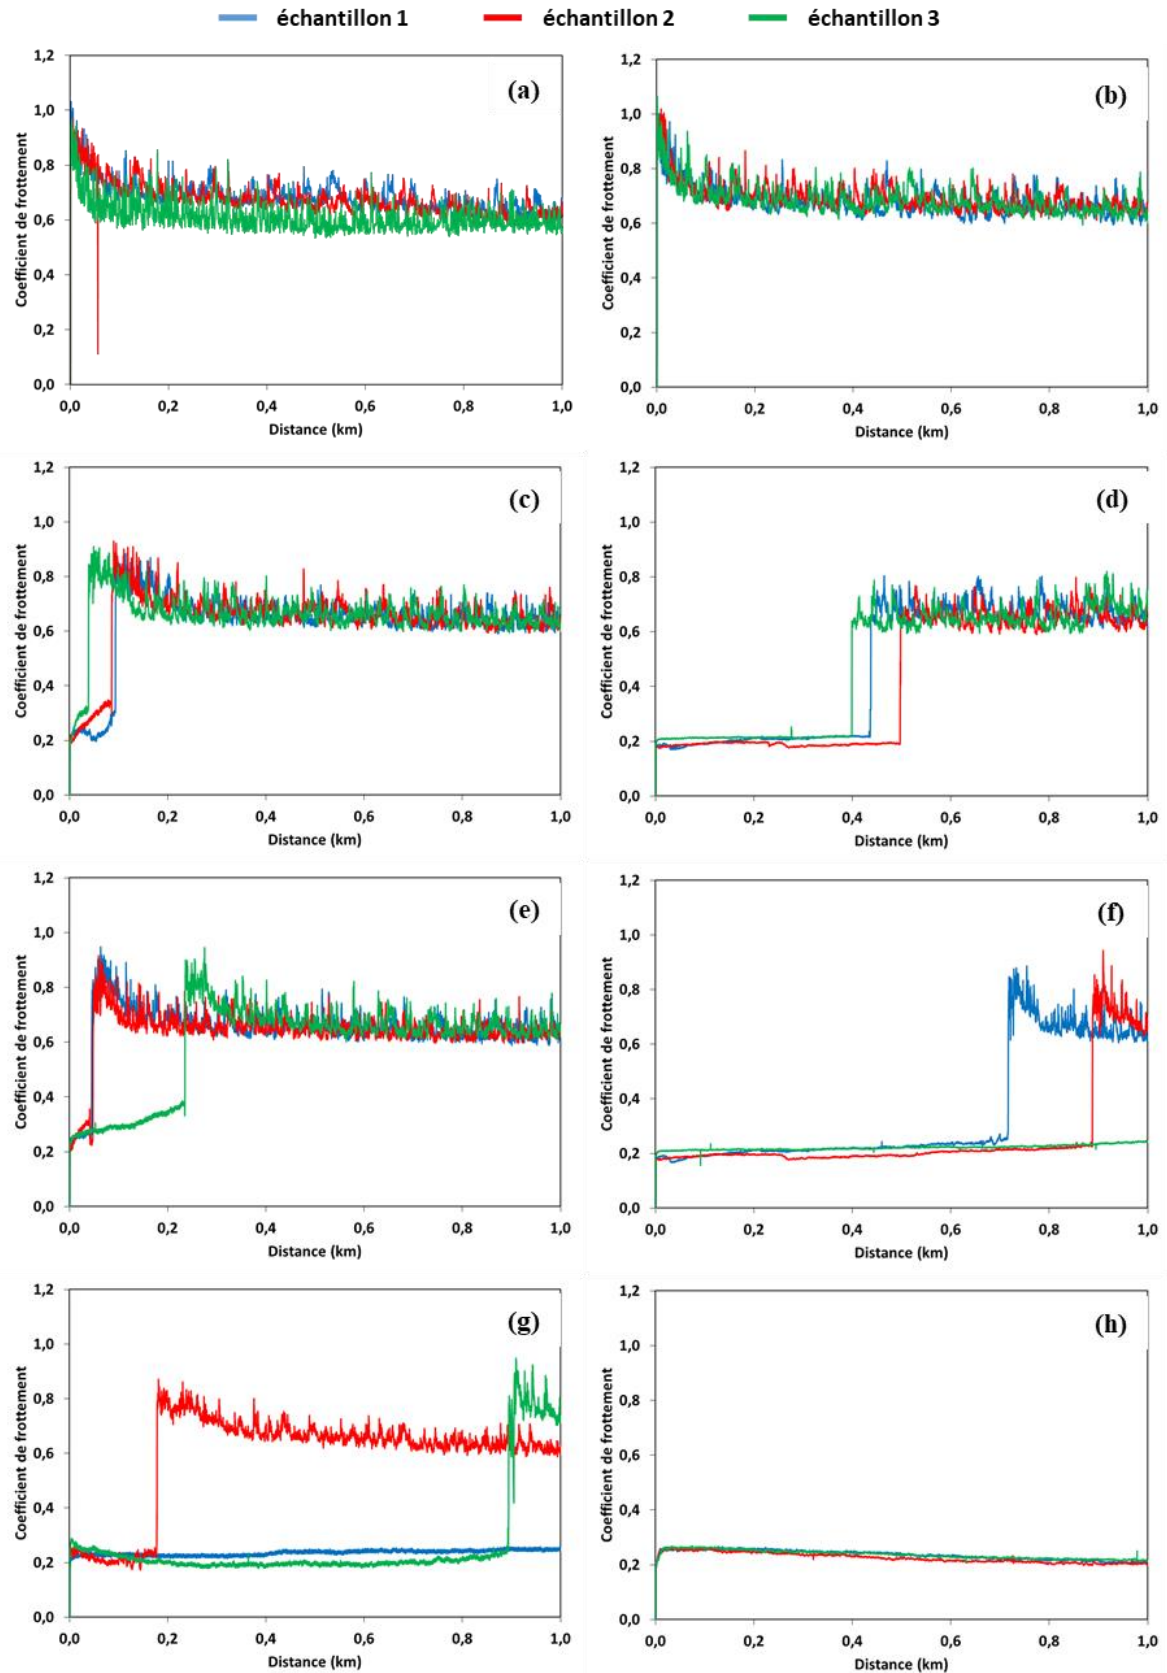 échantillon 1 échantillon 2 échantillon 3
(a)
Coefficient de frottement
1,2
1,0
0,8
0,6
0,4
0,2
0,0
0,0 0,2 0,4 0,6 0,8 1,0
Distance (km)
(b)
Coefficient de frottement
1,2
1,0
0,8
0,6
0,4
0,2
0,0
0,0 0,2 0,4 0,6 0,8 1,0
Distance (km)
(c)
Coefficient de frottement
1,2
1,0
0,8
0,6
0,4
0,2
0,0
0,0 0,2 0,4 0,6 0,8 1,0
Distance (km)
(d)
Coefficient de frottement
1,2
1,0
0,8
0,6
0,4
0,2
0,0
0,0 0,2 0,4 0,6 0,8 1,0
Distance (km)
(e)
Coefficient de frottement
1,2
1,0
0,8
0,6
0,4
0,2
0,0
0,0 0,2 0,4 0,6 0,8 1,0
Distance (km)
(f)
Coefficient de frottement
1,2
1,0
0,8
0,6
0,4
0,2
0,0
0,0 0,2 0,4 0,6 0,8 1,0
Distance (km)
(g)
Coefficient de frottement
1,2
1,0
0,8
0,6
0,4
0,2
0,0
0,0 0,2 0,4 0,6 0,8 1,0
Distance (km)
(h)
Coefficient de frottement
1,2
1,0
0,8
0,6
0,4
0,2
0,0
0,0 0,2 0,4 0,6 0,8 1,0
Distance (km)